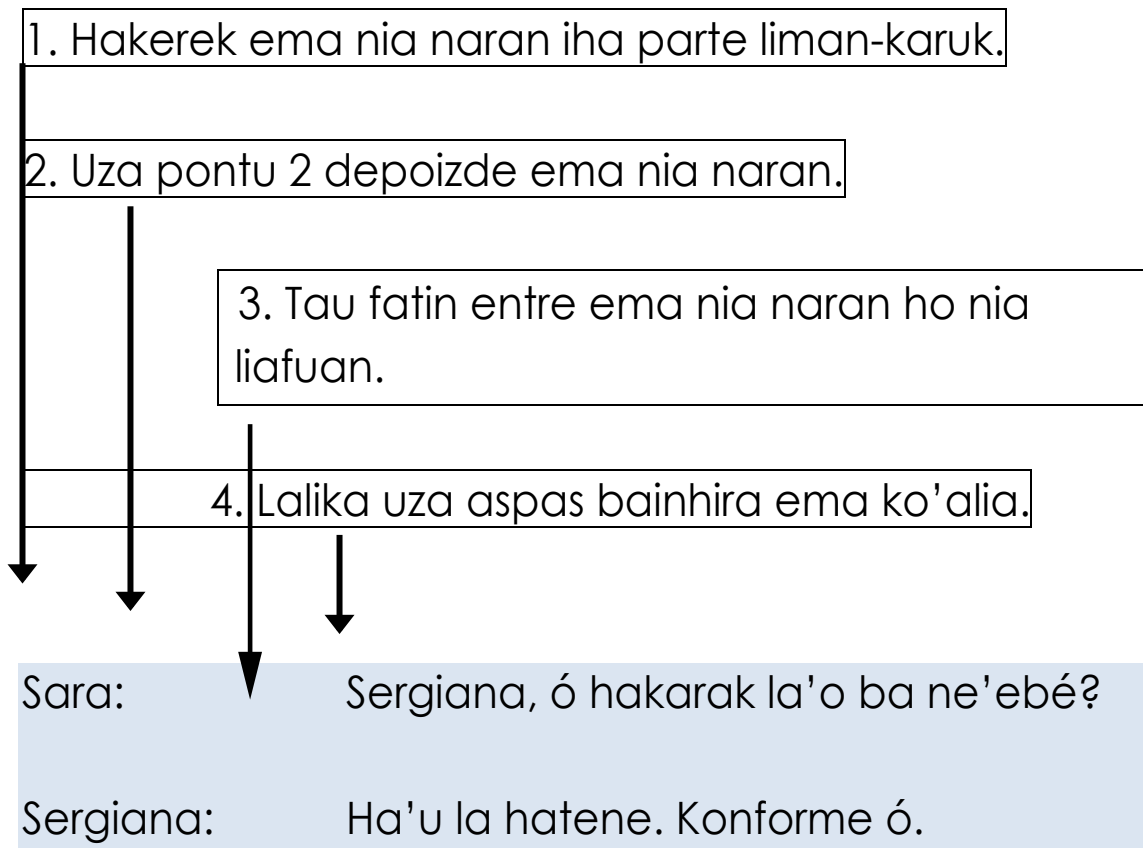 1. Hakerek ema nia naran iha parte liman-karuk.
2. Uza pontu 2 depoizde ema nia naran.
3. Tau fatin entre ema nia naran ho nia
liafuan.
4. Lalika uza aspas bainhira ema ko’alia.
Sara: Sergiana, ó hakarak la’o ba ne’ebé?
Sergiana: Ha’u la hatene. Konforme ó.